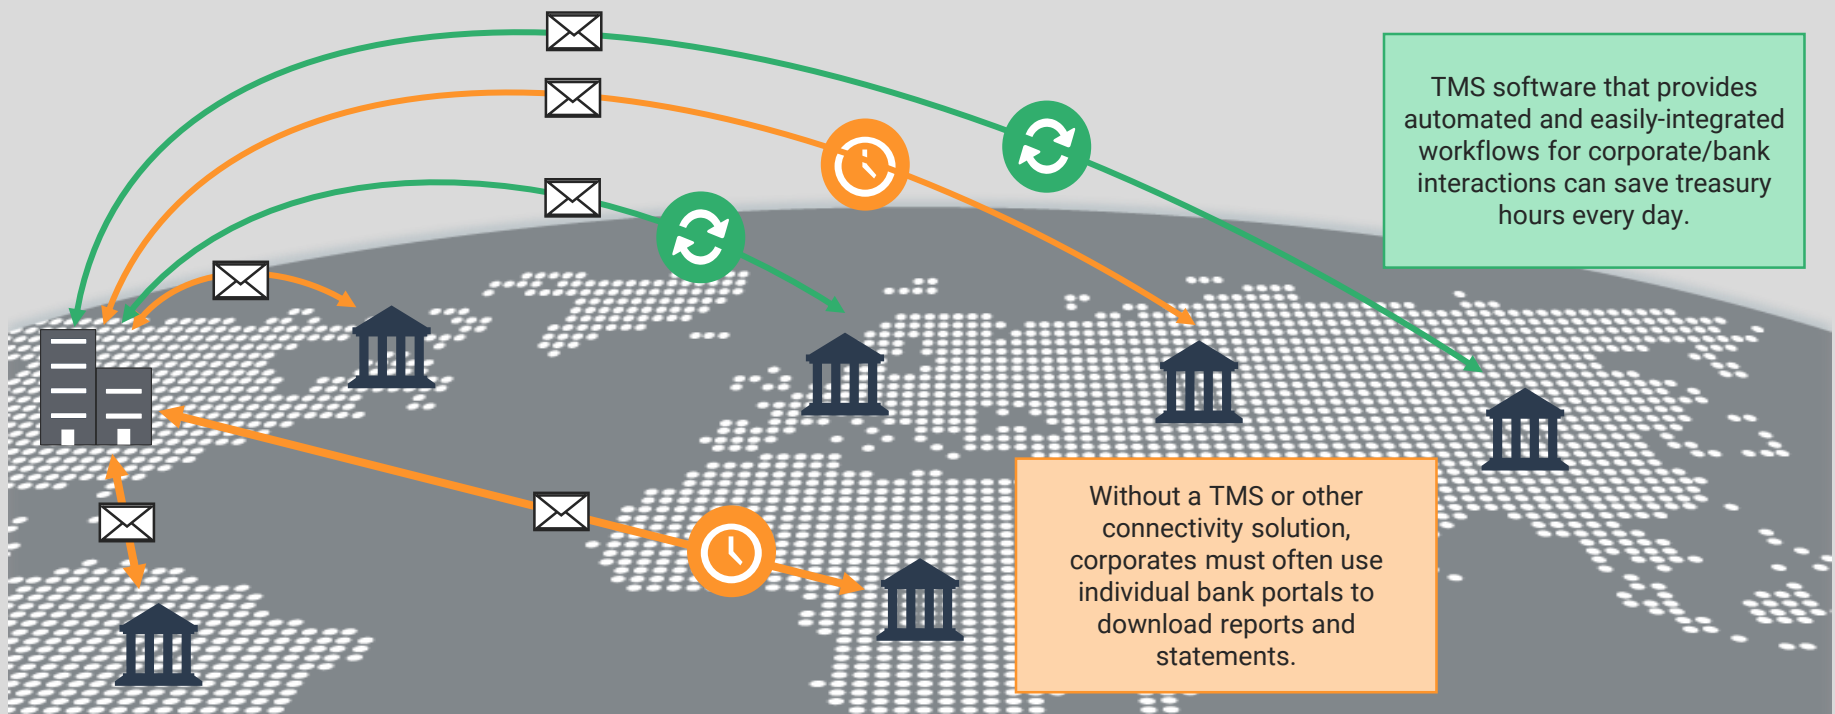 TMS software that provides
automated and easily-integrated
workflows for corporate/bank
interactions can save treasury
hours every day.
Without a TMS or other
connectivity solution,
corporates must often use
individual bank portals to
download reports and
statements.